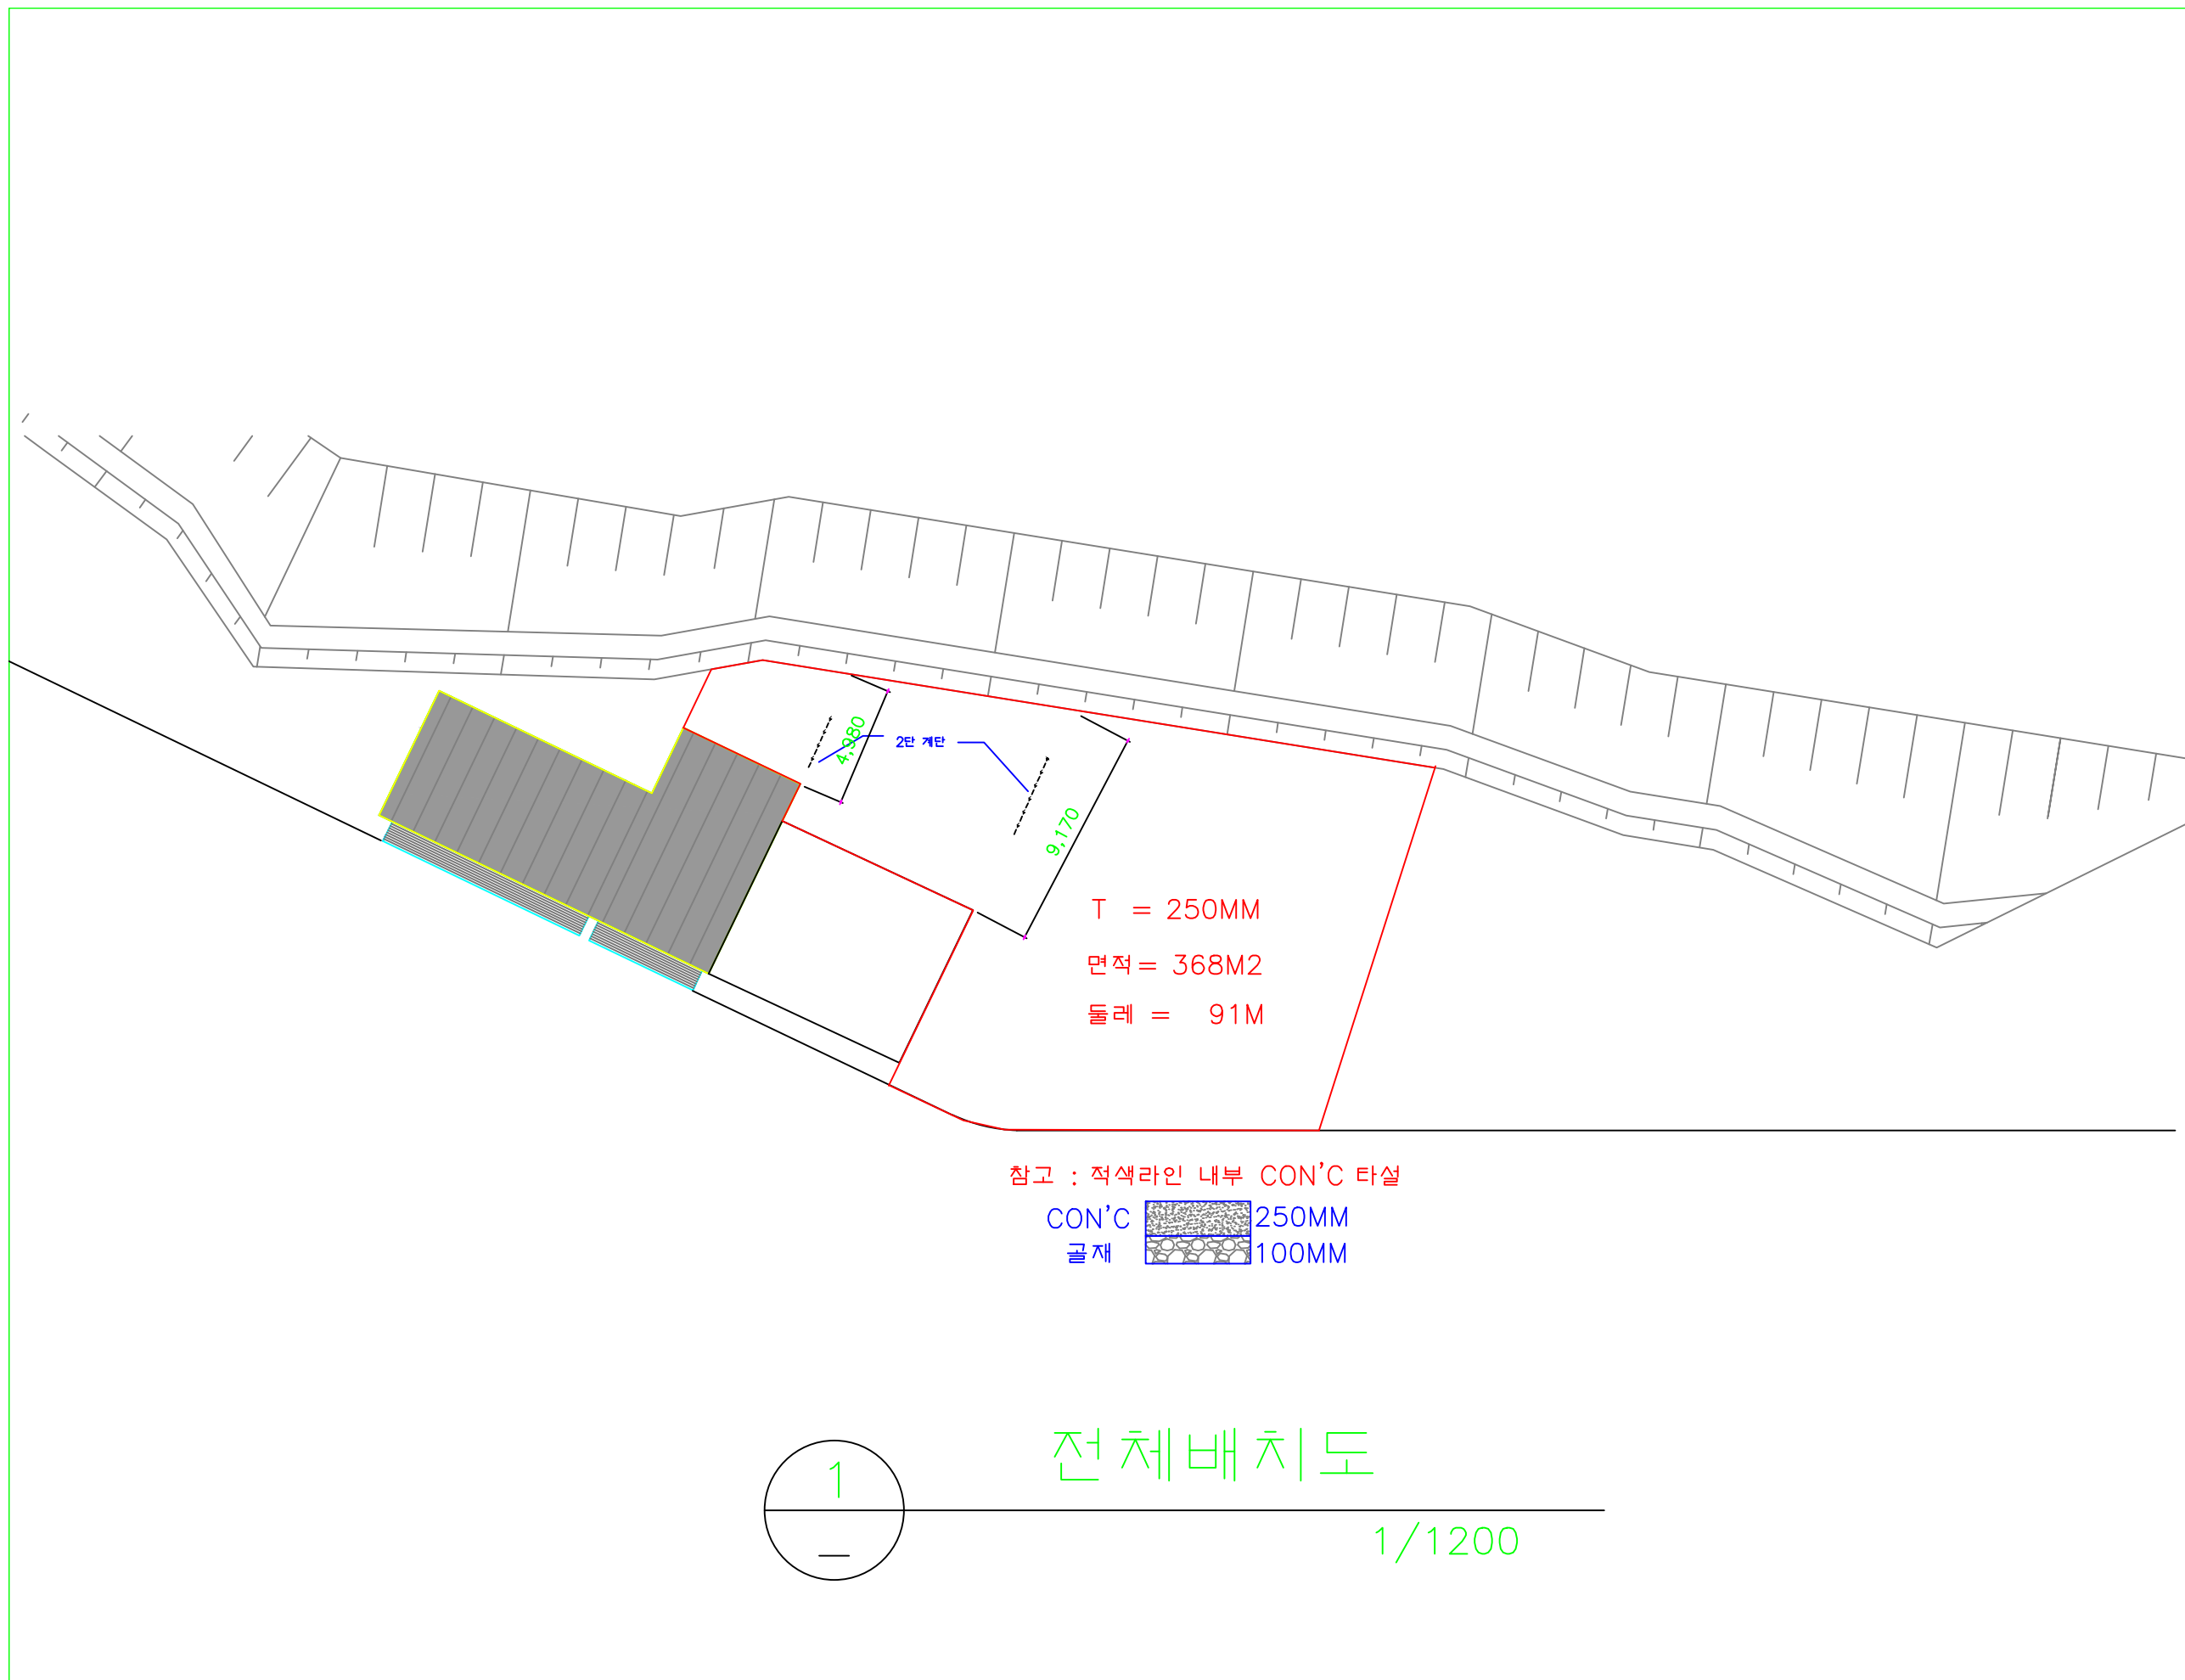 4,980
2단 계단
9,170
T = 250MM
면적= 368M2
둘레 = 91M
참고 : 적색라인 내부 CON'C 타설
CON'C 250MM
골재 100MM
1
전체배치도
1/1200